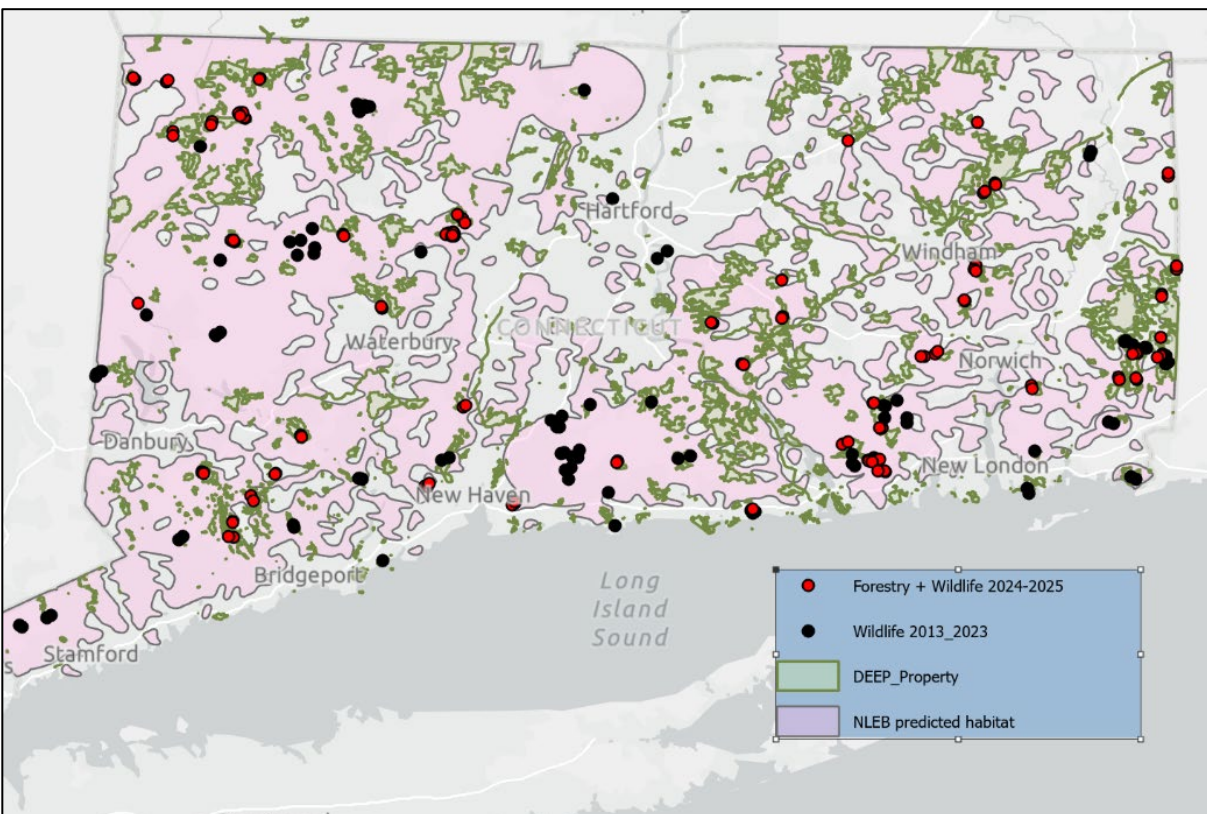 Hartford
Windham
CONNECTICUT
Waterbury
Norwich
Danbury
New London
New Haven
Bridgeport
Long
Island
Sound
Stamford
s
Forestry + Wildlife 2024-2025
Wildlife 2013_2023
DEEP_Property
NLEB predicted habitat